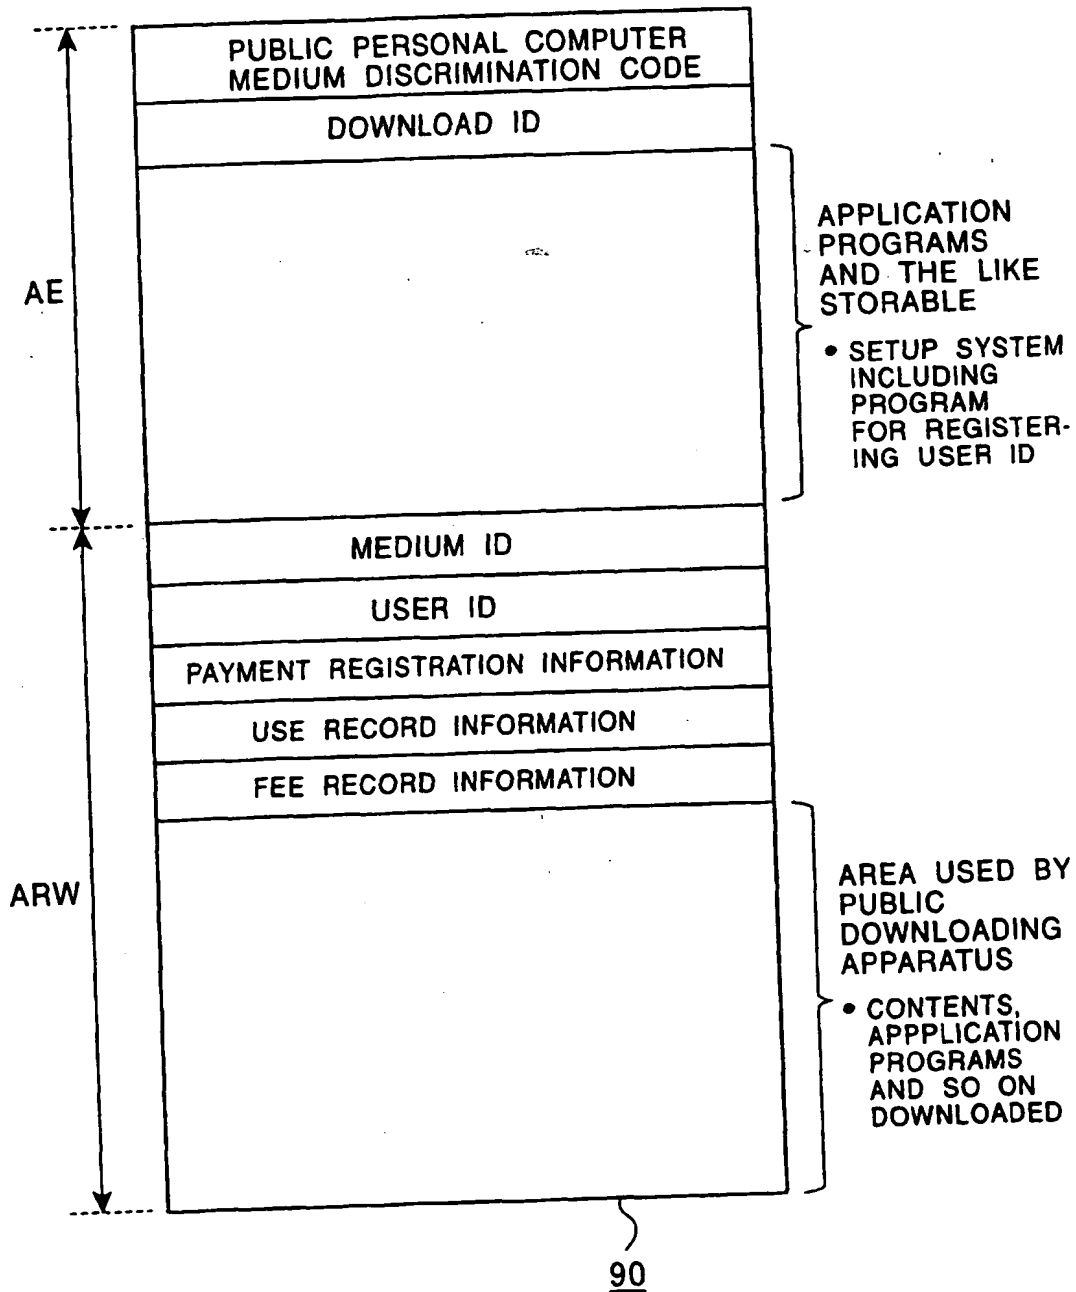 PUBLIC PERSONAL COMPUTER
MEDIUM DISCRIMINATION CODE
DOWNLOAD ID
AE
APPLICATION
PROGRAMS
AND THE LIKE
STORABLE
• SETUP SYSTEM
INCLUDING
PROGRAM
FOR REGISTER-
ING USER ID
MEDIUM ID
USER ID
PAYMENT REGISTRATION INFORMATION
USE RECORD INFORMATION
FEE RECORD INFORMATION
ARW
AREA USED BY
PUBLIC
DOWNLOADING
APPARATUS
• CONTENTS,
APPPLICATION
PROGRAMS
AND SO ON
DOWNLOADED
90